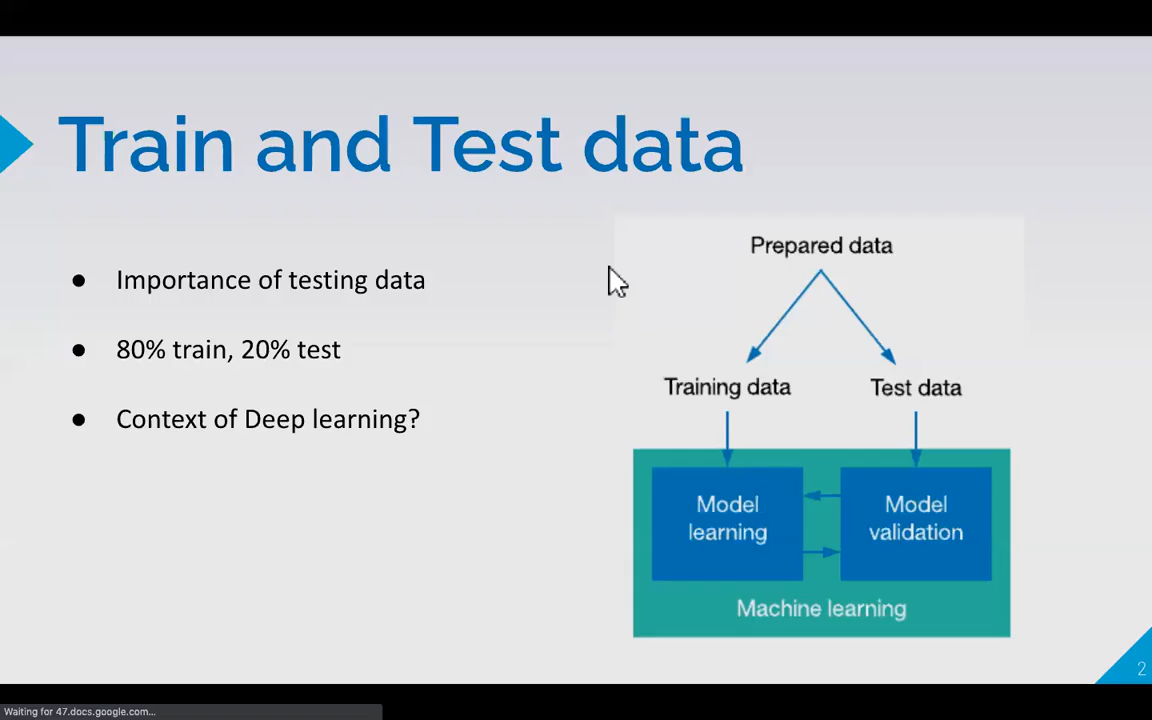 Train and Test data
● Importance of testing data
● 80% train, 20% test
● Context of Deep learning?
Prepared data
Training data
Test data
Model
learning
Model
validation
Machine learning
2
Waiting for 47.docs.google.com...